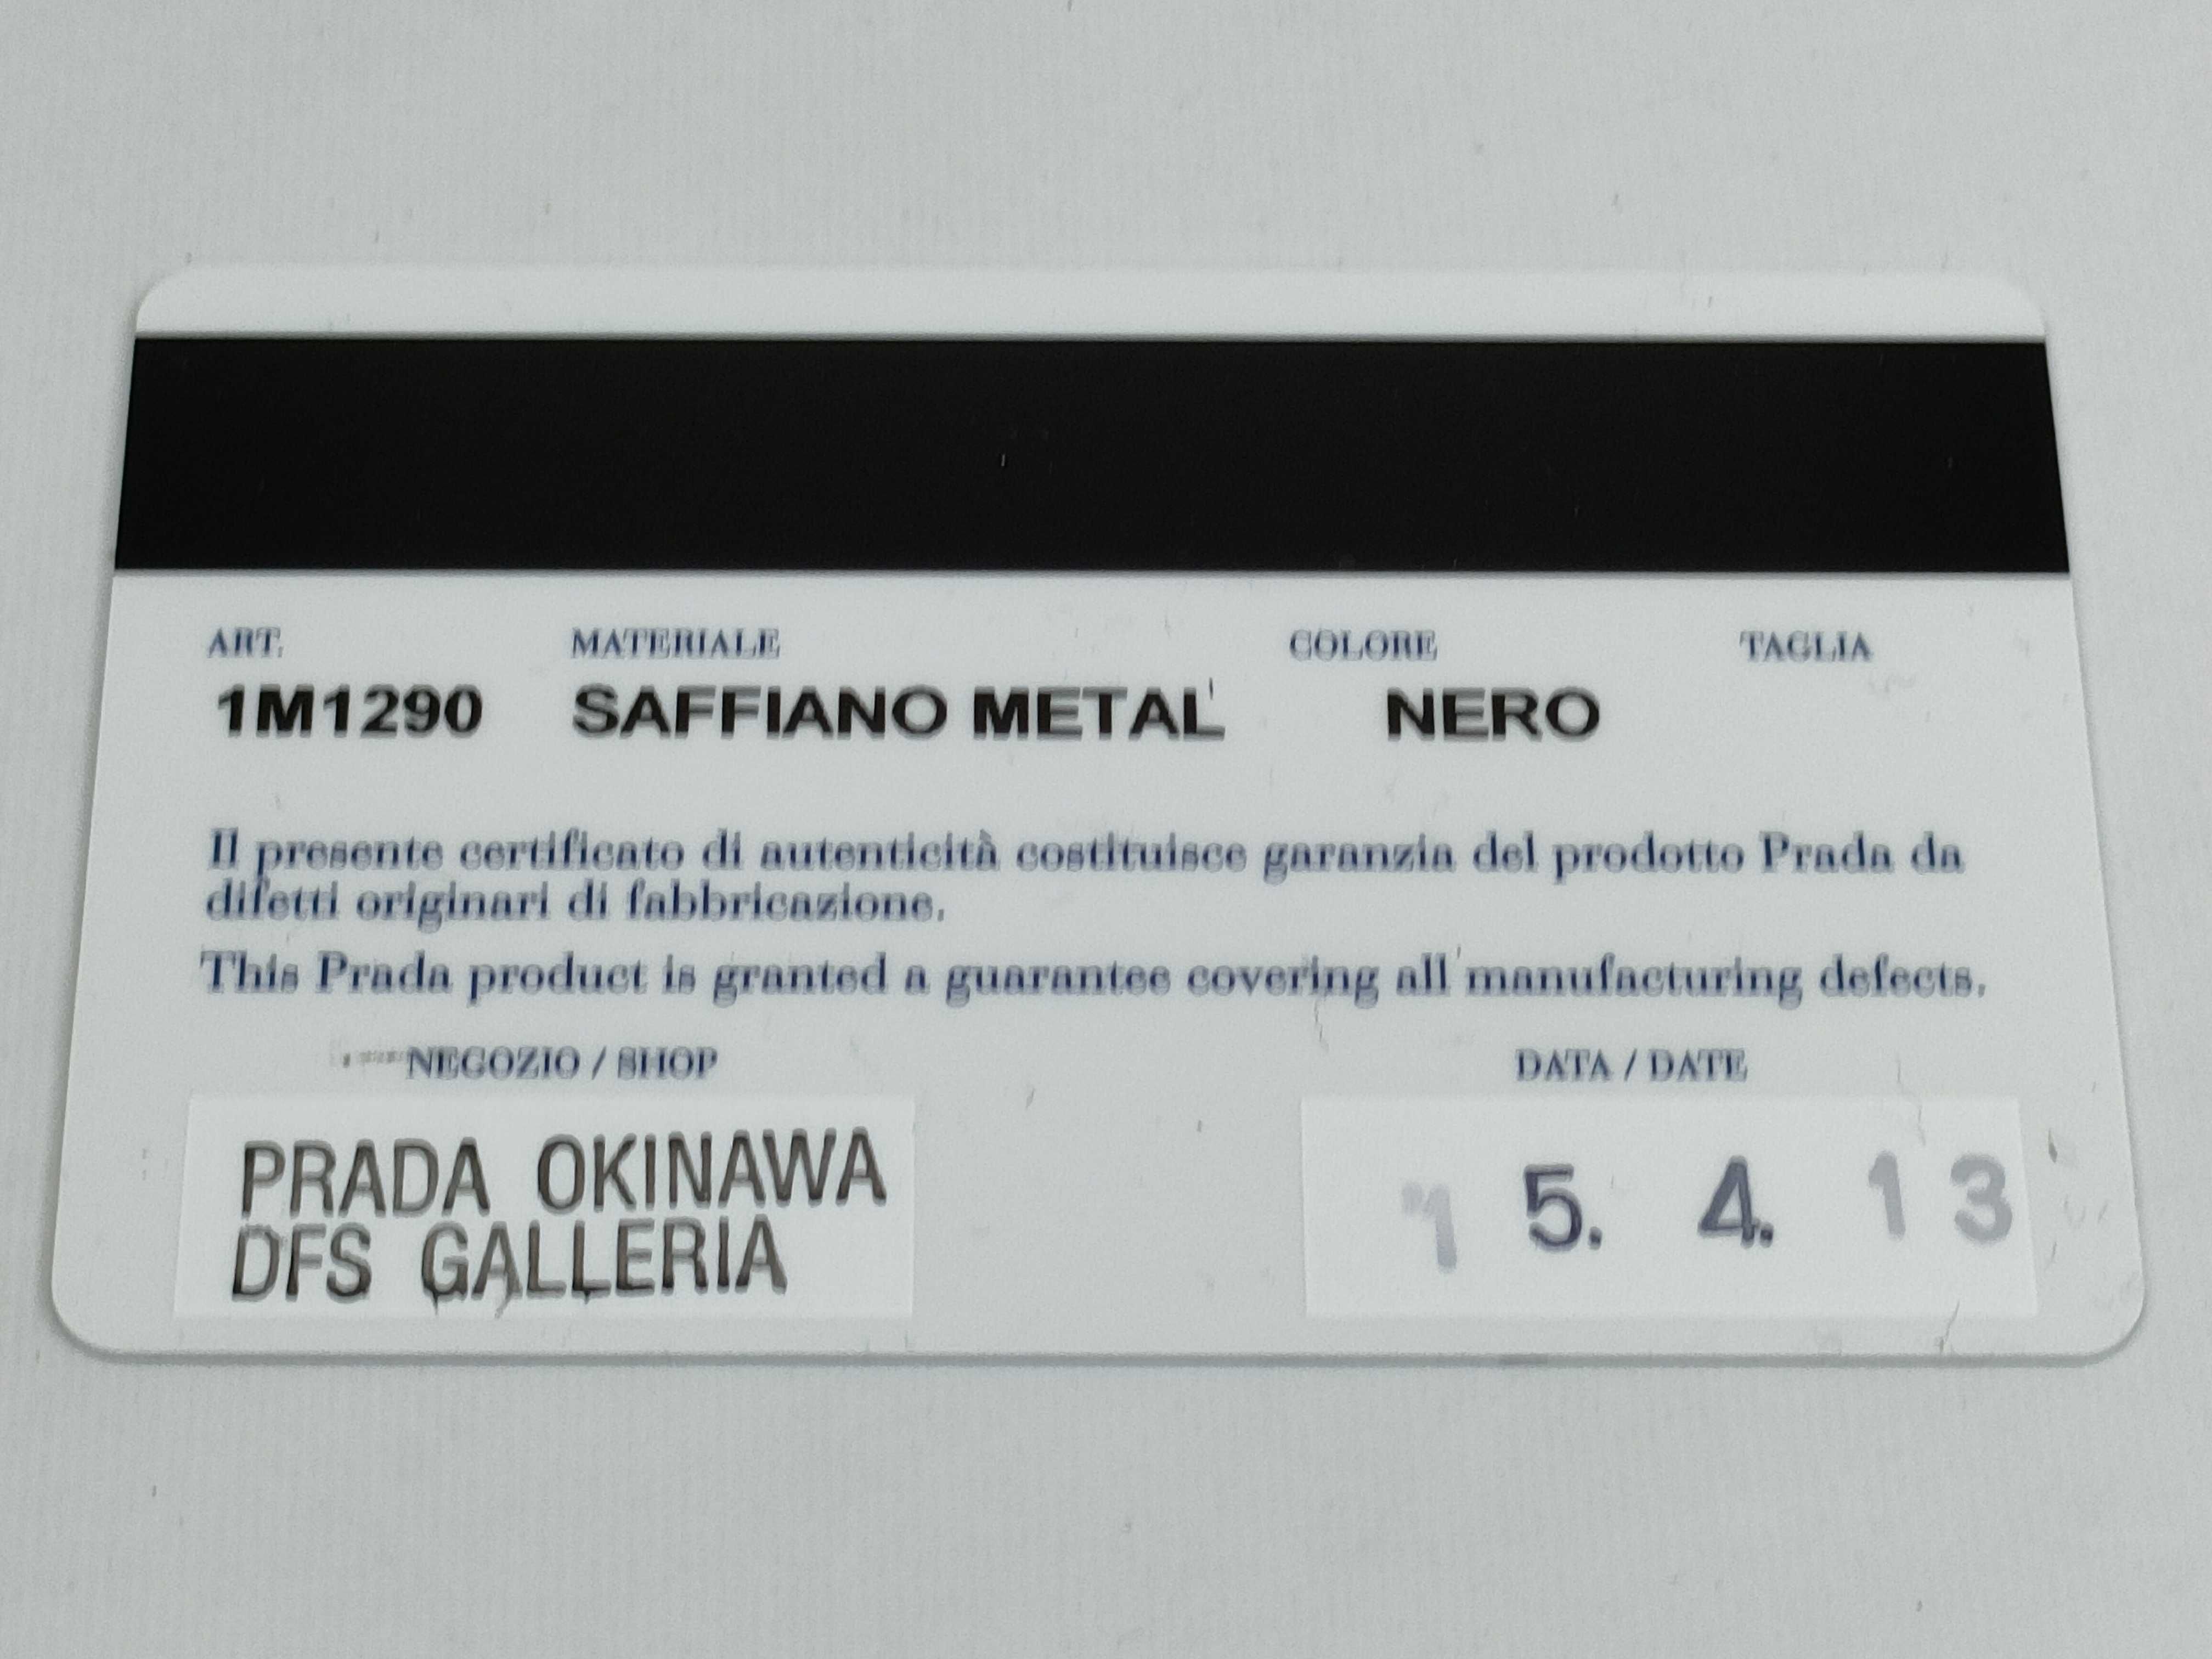 ART. MATERIALE COLORE TAGLIA
1M1290 SAFFIANO METAL NERO
Il presente certificato di autenticità costituisce garanzia del prodotto Prada da
difetti originari di fabbricazione.
This Prada product is granted a guarantee covering all manufacturing defects.
NEGOZIO / SHOP DATA / DATE
PRADA OKINAWA
DFS GALLERIA
15. 4. 13